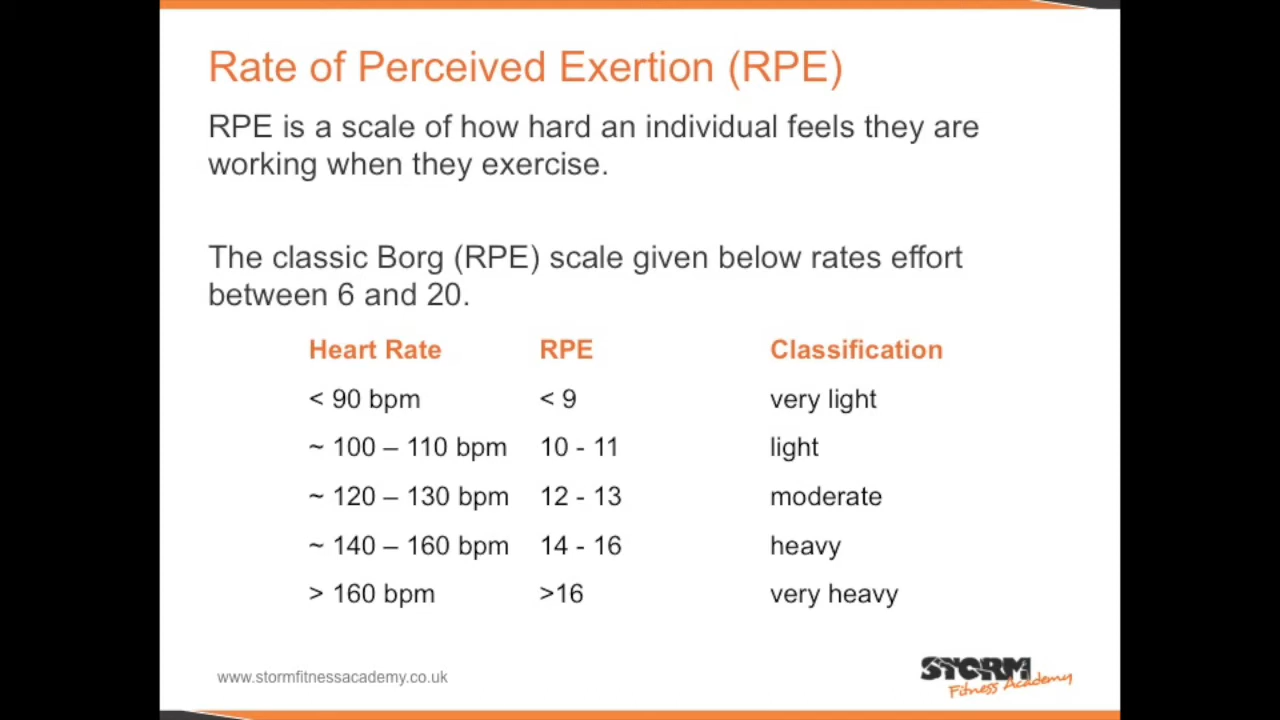 Rate of Perceived Exertion (RPE)
RPE is a scale of how hard an individual feels they are
working when they exercise.
The classic Borg (RPE) scale given below rates effort
between 6 and 20.
Heart Rate RPE Classification
< 90 bpm < 9 very light
~ 100 – 110 bpm 10 - 11 light
~ 120 – 130 bpm 12 - 13 moderate
~ 140 – 160 bpm 14 - 16 heavy
> 160 bpm >16 very heavy
www.stormfitnessacademy.co.uk
STORM
Fitness Academy